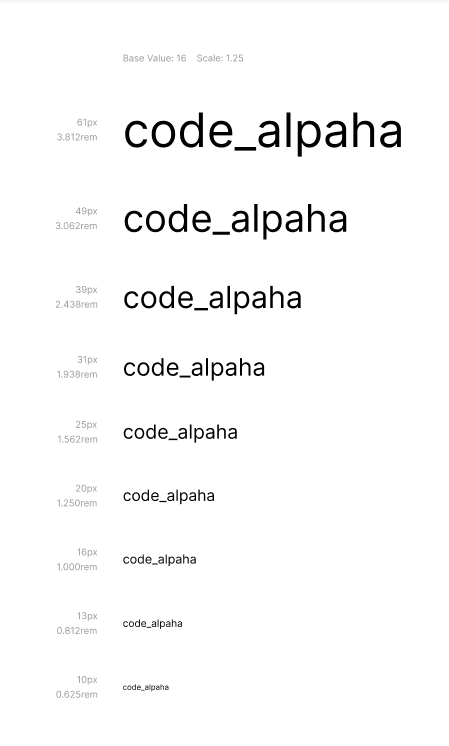 Base Value: 16 Scale: 1.25
61px
3.812rem
code_alpaha
49px
3.062rem
code_alpaha
39px
2.438rem
code_alpaha
31px
1.938rem
code_alpaha
25px
1.562rem
code_alpaha
20px
1.250rem
code_alpaha
16px
1.000rem
code_alpaha
13px
0.812rem
code_alpaha
10px
0.625rem
code_alpaha